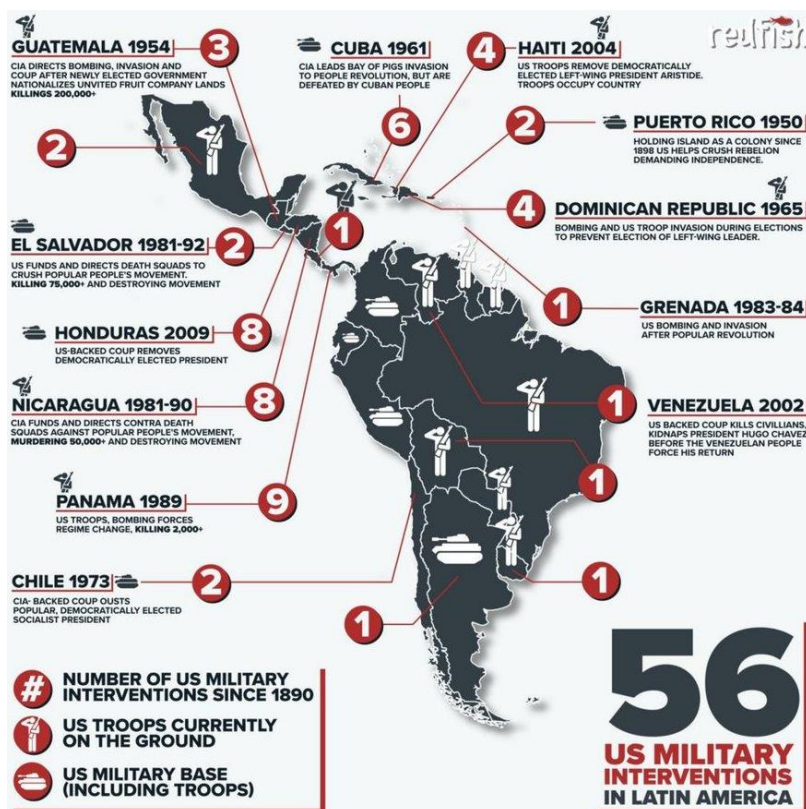 redfish
GUATEMALA 1954
CIA DIRECTS BOMBING, INVASION AND
COUP AFTER NEWLY ELECTED GOVERNMENT
NATIONALIZES UNVITED FRUIT COMPANY LANDS
KILLINGS 200,000+
3
CUBA 1961
CIA LEADS BAY OF PIGS INVASION
TO PEOPLE REVOLUTION, BUT ARE
DEFEATED BY CUBAN PEOPLE
6
4
HAITI 2004
US TROOPS REMOVE DEMOCRATICALLY
ELECTED LEFT-WING PRESIDENT ARISTIDE.
TROOPS OCCUPY COUNTRY
2
2
PUERTO RICO 1950
HOLDING ISLAND AS A COLONY SINCE
1898 US HELPS CRUSH REBELION
DEMANDING INDEPENDENCE.
4
DOMINICAN REPUBLIC 1965
BOMBING AND US TROOP INVASION DURING ELECTIONS
TO PREVENT ELECTION OF LEFT-WING LEADER.
EL SALVADOR 1981-92
US FUNDS AND DIRECTS DEATH SQUADS TO
CRUSH POPULAR PEOPLE'S MOVEMENT.
KILLING 75,000+ AND DESTROYING MOVEMENT
2
1
1
GRENADA 1983-84
US BOMBING AND INVASION
AFTER POPULAR REVOLUTION
HONDURAS 2009
US-BACKED COUP REMOVES
DEMOCRATICALLY ELECTED PRESIDENT
8
NICARAGUA 1981-90
CIA FUNDS AND DIRECTS CONTRA DEATH
SQUADS AGAINST POPULAR PEOPLE'S MOVEMENT,
MURDERING 50,000+ AND DESTROYING MOVEMENT
8
1
VENEZUELA 2002
US BACKED COUP KILLS CIVILLIANS,
KIDNAPS PRESIDENT HUGO CHAVEZ
BEFORE THE VENEZUELAN PEOPLE
FORCE HIS RETURN
PANAMA 1989
US TROOPS, BOMBING FORCES
REGIME CHANGE, KILLING 2,000+
9
1
CHILE 1973
CIA- BACKED COUP OUSTS
POPULAR, DEMOCRATICALLY ELECTED
SOCIALIST PRESIDENT
2
1
1
# NUMBER OF US MILITARY
INTERVENTIONS SINCE 1890
US TROOPS CURRENTLY
ON THE GROUND
US MILITARY BASE
(INCLUDING TROOPS)
56
US MILITARY
INTERVENTIONS
IN LATIN AMERICA